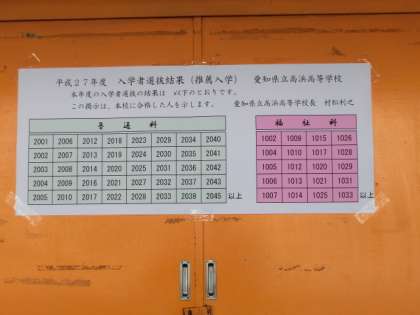 平成27年度　入学者選抜結果（推薦入学）　愛知県立高浜高等学校
本年度の入学者選抜の結果は　以下のとおりです。
この掲示は、本校に合格した人を示します。　愛知県立高浜高等学校長　村松利之
普　通　科
2001 2006 2012 2018 2023 2029 2034 2040
2002 2007 2013 2019 2024 2030 2035 2041
2003 2008 2014 2020 2026 2031 2036 2042
2004 2009 2016 2021 2027 2032 2037 2043
2005 2010 2017 2022 2028 2033 2038 2045 以上
福　祉　科
1002 1009 1015 1026
1004 1010 1016 1028
1005 1012 1020 1029
1006 1013 1021 1031
1007 1014 1025 1033 以上